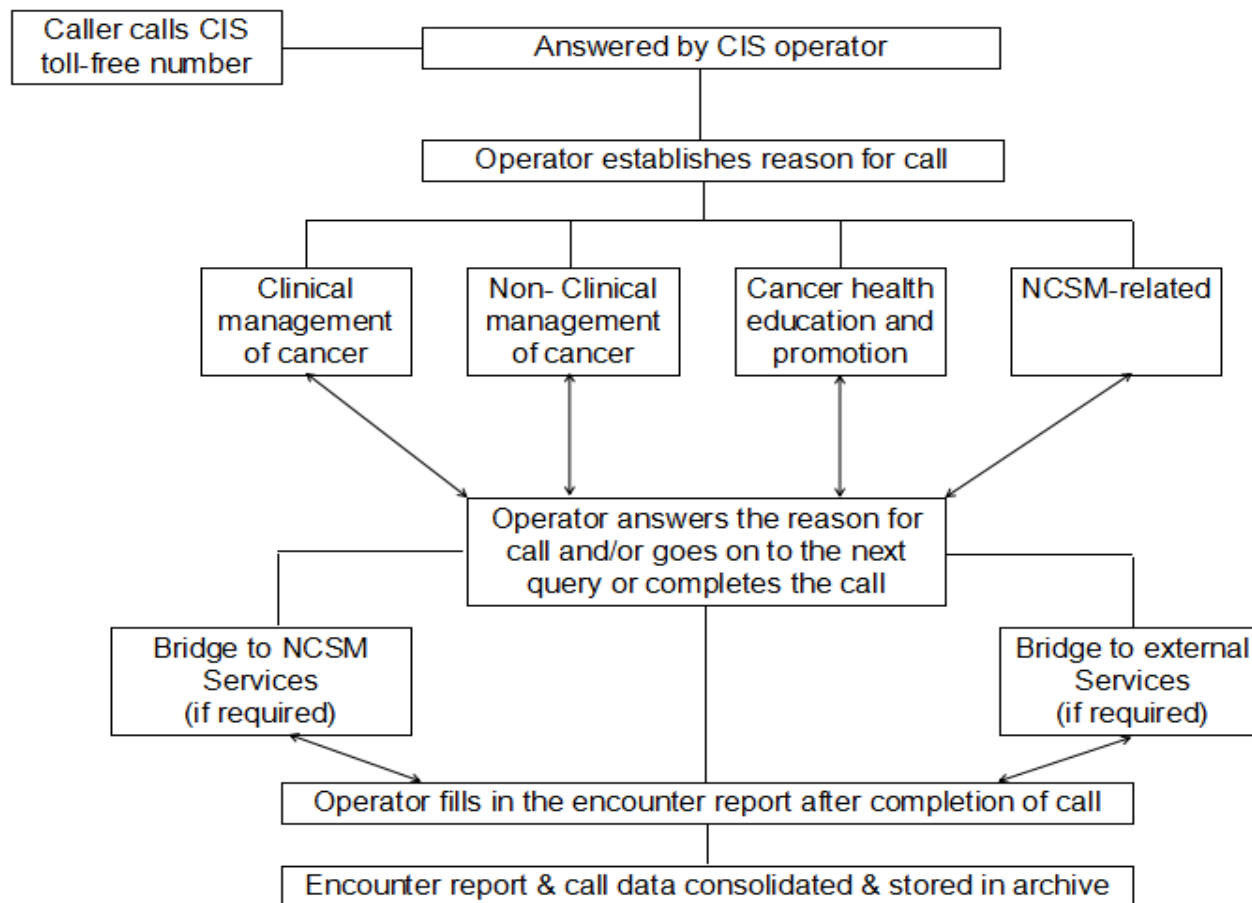 Caller calls CIS
toll-free number
Answered by CIS operator
Operator establishes reason for call
Clinical
management
of cancer
Non- Clinical
management
of cancer
Cancer health
education and
promotion
NCSM-related
Operator answers the reason for
call and/or goes on to the next
query or completes the call
Bridge to NCSM
Services
(if required)
Bridge to external
Services
(if required)
Operator fills in the encounter report after completion of call
Encounter report & call data consolidated & stored in archive